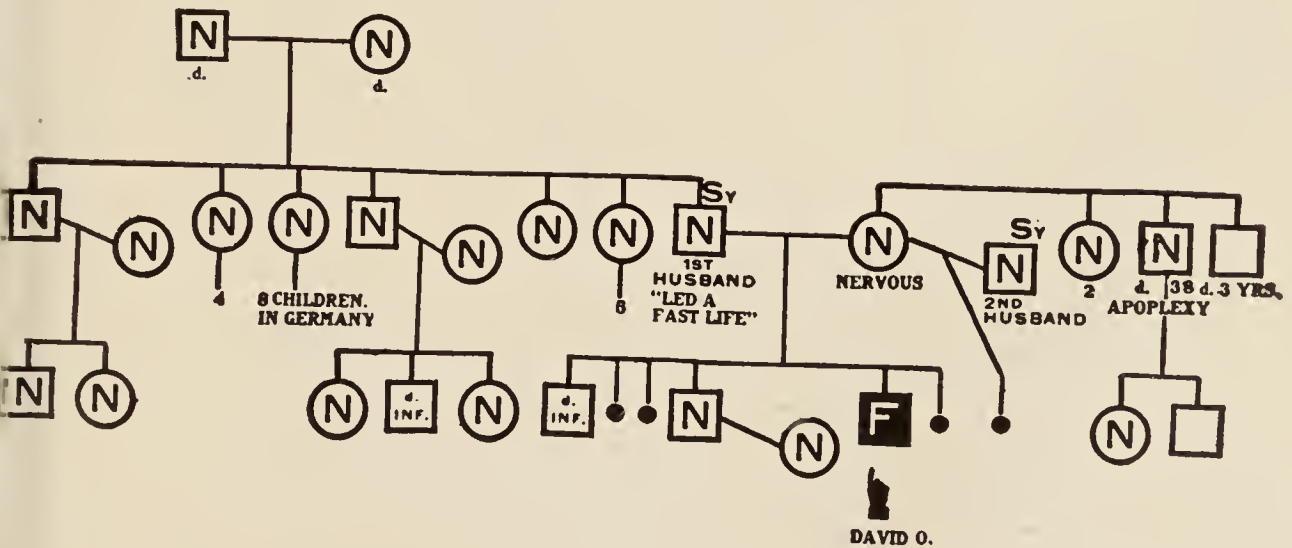 N N
d. d.
Sy
N N N N N N N N N N Sy N N
N N
1ST
HUSBAND
"LED A
FAST LIFE"
NERVOUS
2ND
HUSBAND
4 8 CHILDREN.
IN GERMANY
6
2 d. 38 d. 3 YRS.
APOPLEXY
N N N d.
INF. N d.
INF. N N F N
DAVID O.